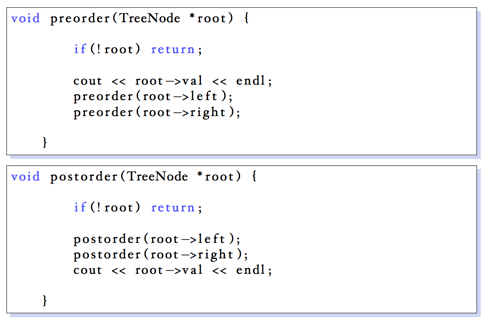 void preorder(TreeNode *root) {
if(!root) return;
cout << root->val << endl;
preorder(root->left);
preorder(root->right);
}
void postorder(TreeNode *root) {
if(!root) return;
postorder(root->left);
postorder(root->right);
cout << root->val << endl;
}